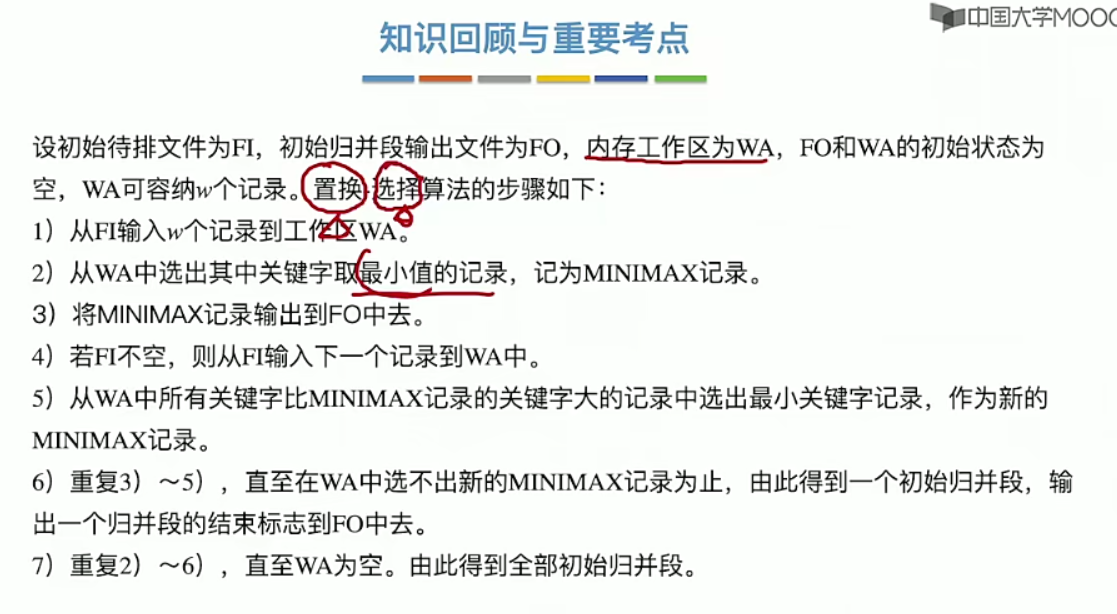 中国大学MOOC
知识回顾与重要考点
设初始待排文件为FI，初始归并段输出文件为FO，内存工作区为WA，FO和WA的初始状态为
空，WA可容纳w个记录。置换-选择算法的步骤如下：
1）从FI输入w个记录到工作区WA。
2）从WA中选出其中关键字取最小值的记录，记为MINIMAX记录。
3）将MINIMAX记录输出到FO中去。
4）若FI不空，则从FI输入下一个记录到WA中。
5）从WA中所有关键字比MINIMAX记录的关键字大的记录中选出最小关键字记录，作为新的
MINIMAX记录。
6）重复3）～5），直至在WA中选不出新的MINIMAX记录为止，由此得到一个初始归并段，输
出一个归并段的结束标志到FO中去。
7）重复2）～6），直至WA为空。由此得到全部初始归并段。